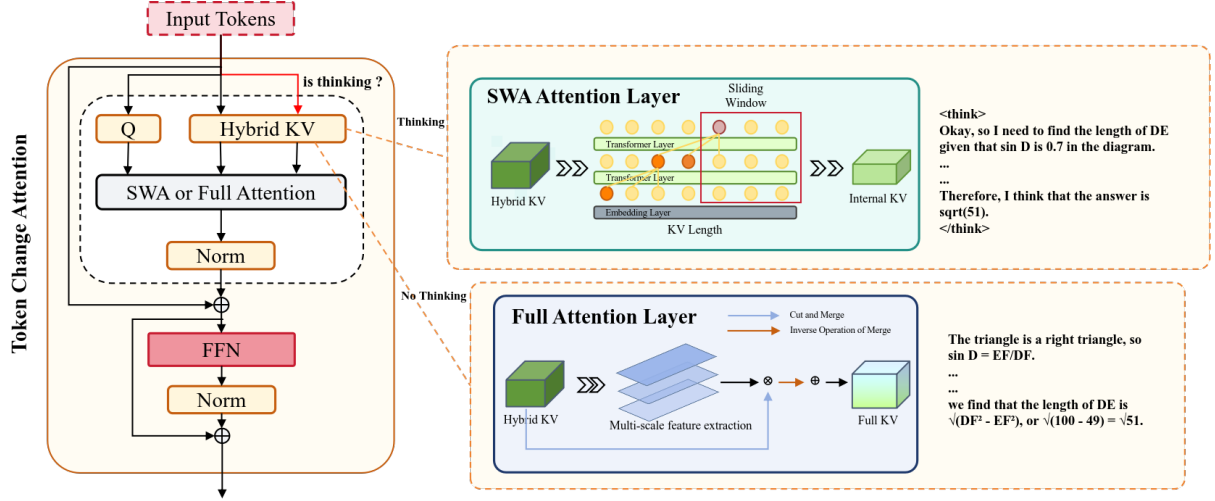 Input Tokens
Token Change Attention
is thinking ?
Q
Hybrid KV
SWA or Full Attention
Norm
FFN
Norm
Thinking
No Thinking
SWA Attention Layer
Sliding
Window
Hybrid KV
Transformer Layer
Transformer Layer
Embedding Layer
KV Length
Internal KV
<think>
Okay, so I need to find the length of DE
given that sin D is 0.7 in the diagram.
...
...
Therefore, I think that the answer is
sqrt(51).
</think>
Full Attention Layer
Cut and Merge
Inverse Operation of Merge
Hybrid KV
Multi-scale feature extraction
Full KV
The triangle is a right triangle, so
sin D = EF/DF.
...
...
we find that the length of DE is
√(DF² - EF²), or √(100 - 49) = √51.